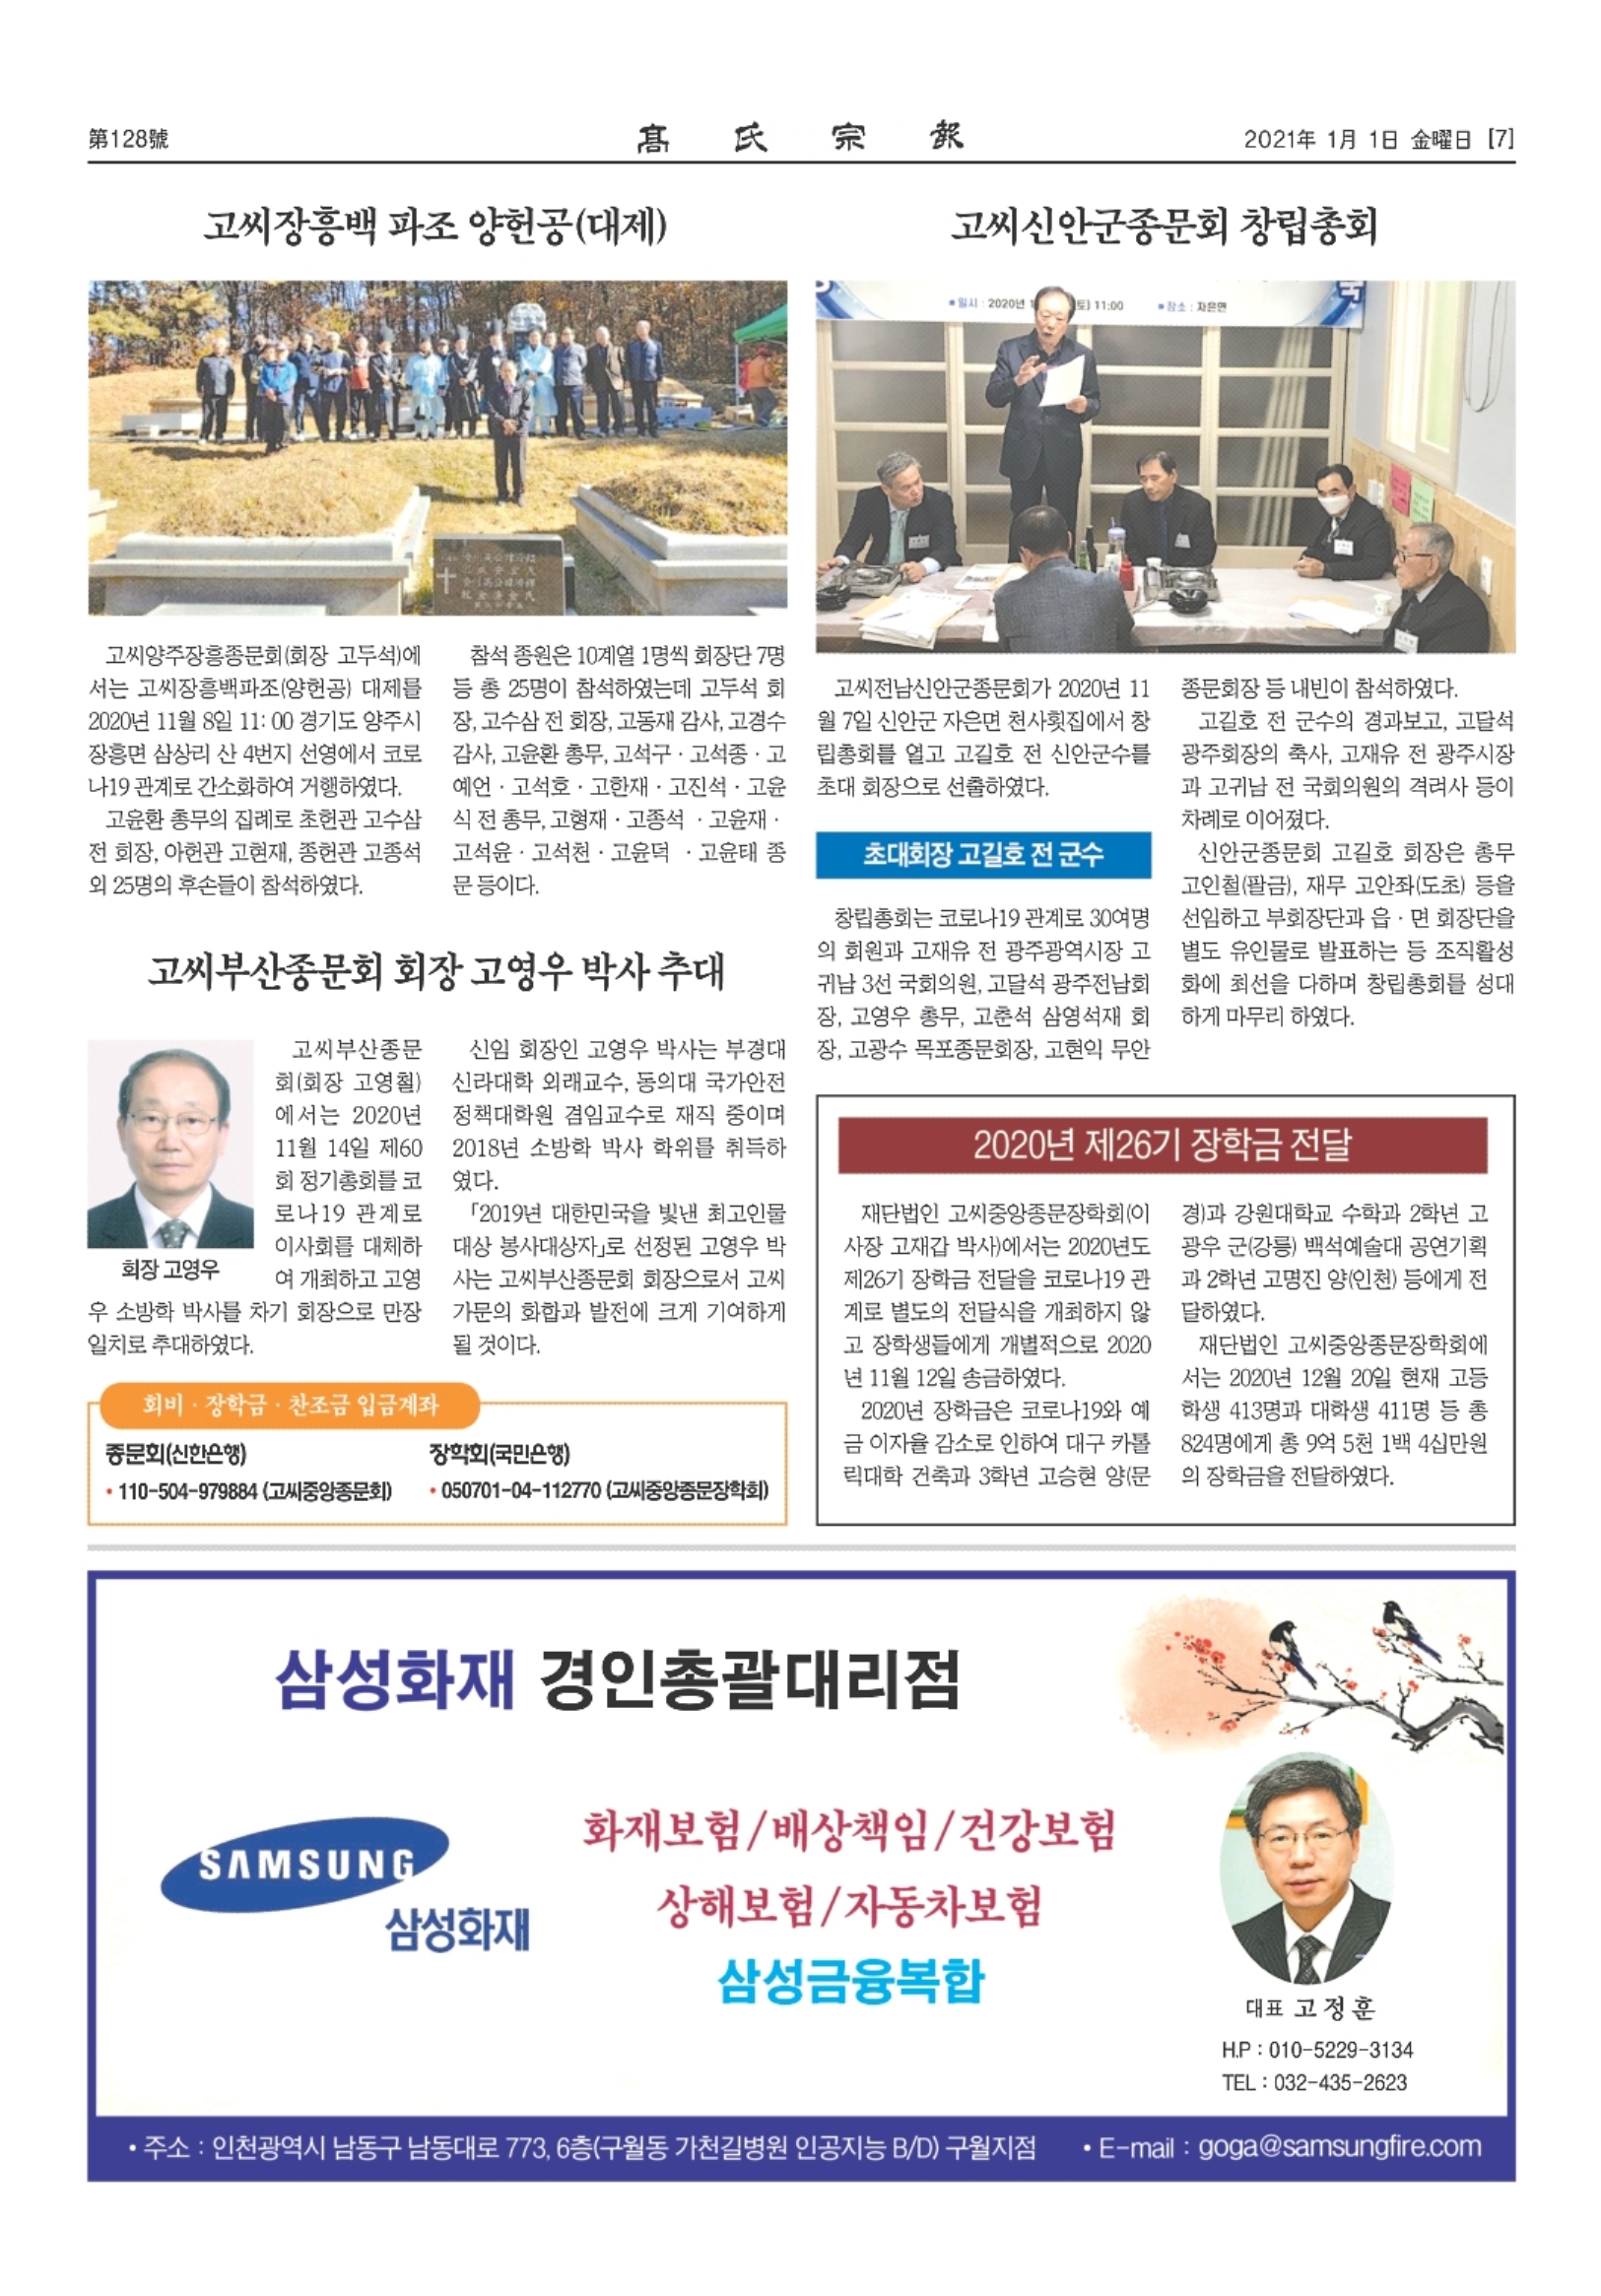 第128號
髙氏宗報
2021年 1月 1日 金曜日 [7]
고씨장흥백 파조 양헌공(대제)
고씨양주장흥종문회(회장 고두석)에
서는 고씨장흥백파조(양헌공) 대제를
2020년 11월 8일 11: 00 경기도 양주시
장흥면 삼상리 산 4번지 선영에서 코로
나19 관계로 간소화하여 거행하였다.
고윤환 총무의 집례로 초헌관 고수삼
전 회장, 아헌관 고현재, 종헌관 고종석
외 25명의 후손들이 참석하였다.
참석 종원은 10계열 1명씩 회장단 7명
등 총 25명이 참석하였는데 고두석 회
장, 고수삼 전 회장, 고동재 감사, 고경수
감사, 고윤환 총무, 고석구 · 고석종 · 고
예언 · 고석호 · 고한재 · 고진석 · 고윤
식 전 총무, 고형재 · 고종석 · 고윤재 ·
고석윤 · 고석천 · 고윤덕 · 고윤태 종
문 등이다.
고씨부산종문회 회장 고영우 박사 추대
회장 고영우
고씨부산종문
회(회장 고영철)
에서는 2020년
11월 14일 제60
회 정기총회를 코
로나19 관계로
이사회를 대체하
여 개최하고 고영
우 소방학 박사를 차기 회장으로 만장
일치로 추대하였다.
신임 회장인 고영우 박사는 부경대
신라대학 외래교수, 동의대 국가안전
정책대학원 겸임교수로 재직 중이며
2018년 소방학 박사 학위를 취득하
였다.
「2019년 대한민국을 빛낸 최고인물
대상 봉사대상자」로 선정된 고영우 박
사는 고씨부산종문회 회장으로서 고씨
가문의 화합과 발전에 크게 기여하게
될 것이다.
회비 · 장학금 · 찬조금 입금계좌
종문회(신한은행)
• 110-504-979884 (고씨중앙종문회)
장학회(국민은행)
• 050701-04-112770 (고씨중앙종문장학회)
고씨신안군종문회 창립총회
■ 일시 : 2020년 1 토) 11:00 ■ 장소 : 자은면
고씨전남신안군종문회가 2020년 11
월 7일 신안군 자은면 천사횟집에서 창
립총회를 열고 고길호 전 신안군수를
초대 회장으로 선출하였다.
초대회장 고길호 전 군수
창립총회는 코로나19 관계로 30여명
의 회원과 고재유 전 광주광역시장 고
귀남 3선 국회의원, 고달석 광주전남회
장, 고영우 총무, 고춘석 삼영석재 회
장, 고광수 목포종문회장, 고현익 무안
종문회장 등 내빈이 참석하였다.
고길호 전 군수의 경과보고, 고달석
광주회장의 축사, 고재유 전 광주시장
과 고귀남 전 국회의원의 격려사 등이
차례로 이어졌다.
신안군종문회 고길호 회장은 총무
고인철(팔금), 재무 고안좌(도초) 등을
선임하고 부회장단과 읍 · 면 회장단을
별도 유인물로 발표하는 등 조직활성
화에 최선을 다하며 창립총회를 성대
하게 마무리 하였다.
2020년 제26기 장학금 전달
재단법인 고씨중앙종문장학회(이
사장 고재갑 박사)에서는 2020년도
제26기 장학금 전달을 코로나19 관
계로 별도의 전달식을 개최하지 않
고 장학생들에게 개별적으로 2020
년 11월 12일 송금하였다.
2020년 장학금은 코로나19와 예
금 이자율 감소로 인하여 대구 카톨
릭대학 건축과 3학년 고승현 양(문
경)과 강원대학교 수학과 2학년 고
광우 군(강릉) 백석예술대 공연기획
과 2학년 고명진 양(인천) 등에게 전
달하였다.
재단법인 고씨중앙종문장학회에
서는 2020년 12월 20일 현재 고등
학생 413명과 대학생 411명 등 총
824명에게 총 9억 5천 1백 4십만원
의 장학금을 전달하였다.
삼성화재 경인총괄대리점
SAMSUNG
삼성화재
화재보험/배상책임/건강보험
상해보험/자동차보험
삼성금융복합
대표 고정훈
H.P : 010-5229-3134
TEL : 032-435-2623
• 주소 : 인천광역시 남동구 남동대로 773, 6층(구월동 가천길병원 인공지능 B/D) 구월지점 • E-mail : goga@samsungfire.com